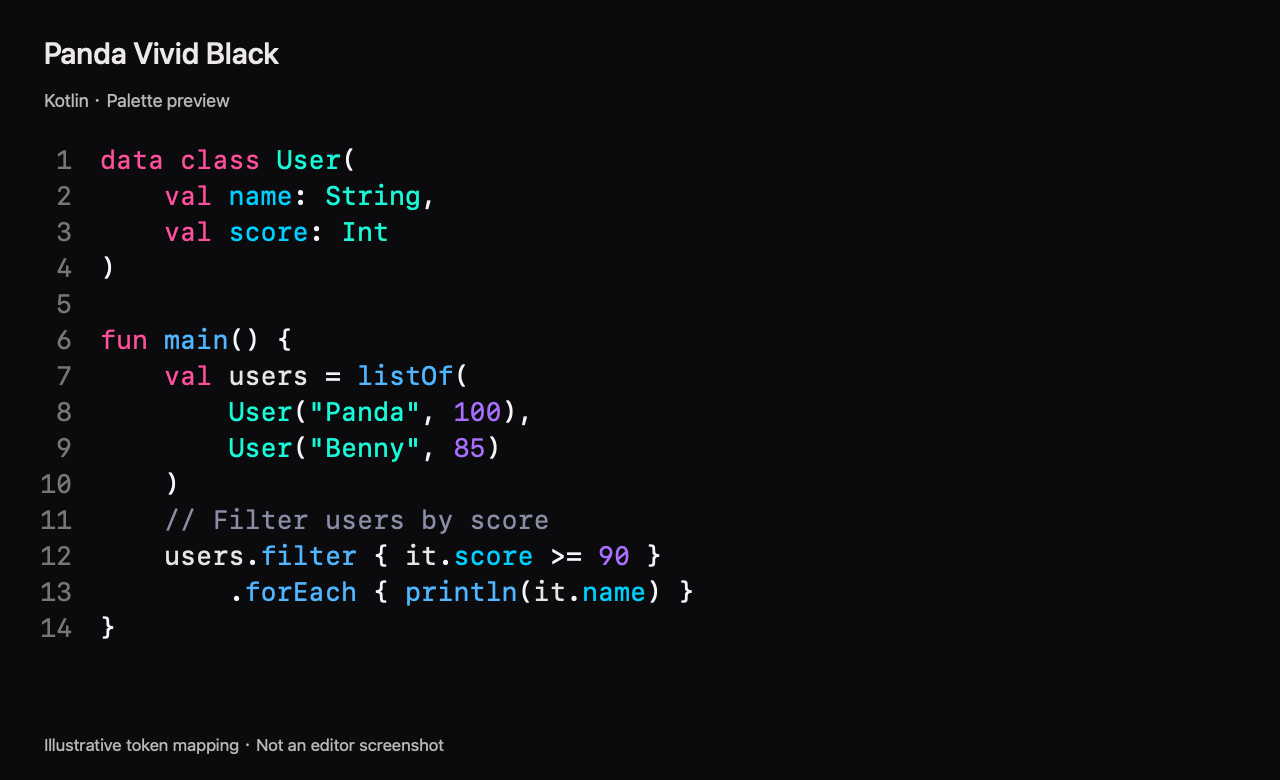 Panda Vivid Black
Kotlin · Palette preview
1 data class User(
2     val name: String,
3     val score: Int
4 )
5
6 fun main() {
7     val users = listOf(
8         User("Panda", 100),
9         User("Benny", 85)
10     )
11     // Filter users by score
12     users.filter { it.score >= 90 }
13         .forEach { println(it.name) }
14 }
Illustrative token mapping · Not an editor screenshot